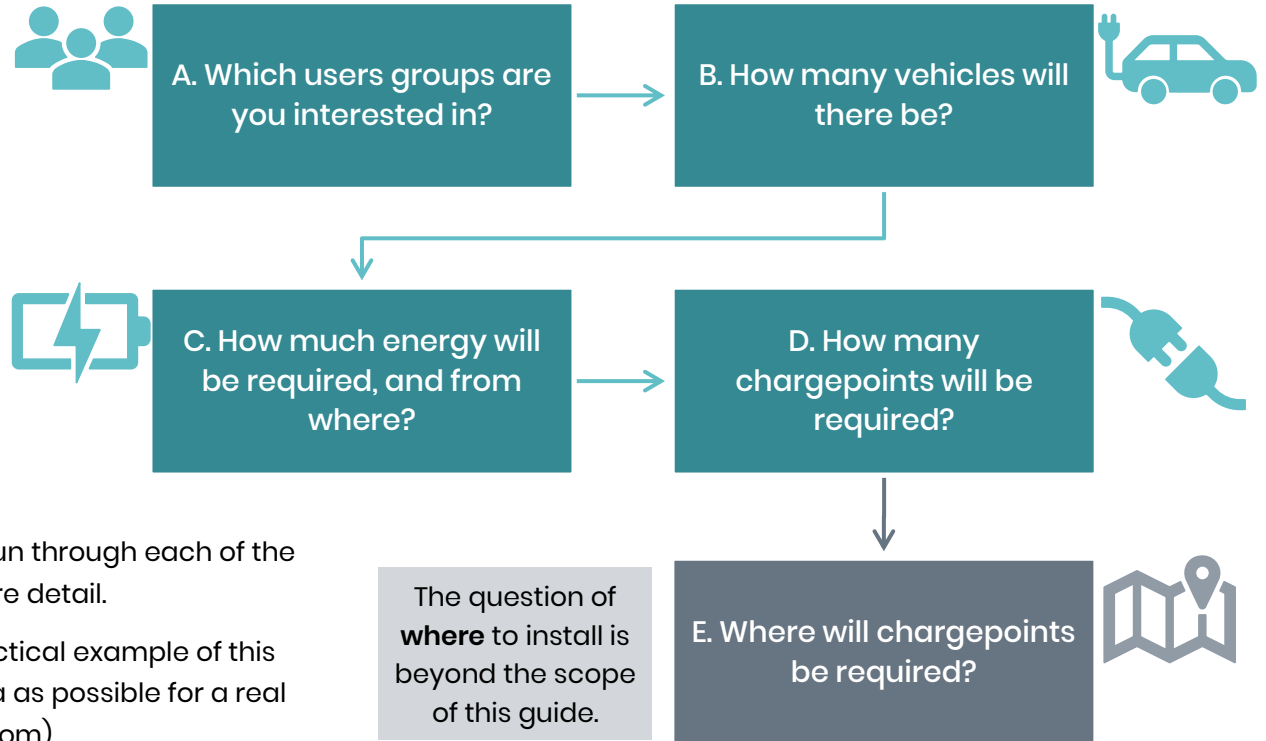 A. Which users groups are
you interested in?
B. How many vehicles will
there be?
C. How much energy will
be required, and from
where?
D. How many
chargepoints will be
required?
un through each of the
re detail.
ctical example of this
a as possible for a real
om)
The question of
where to install is
beyond the scope
of this guide.
E. Where will chargepoints
be required?